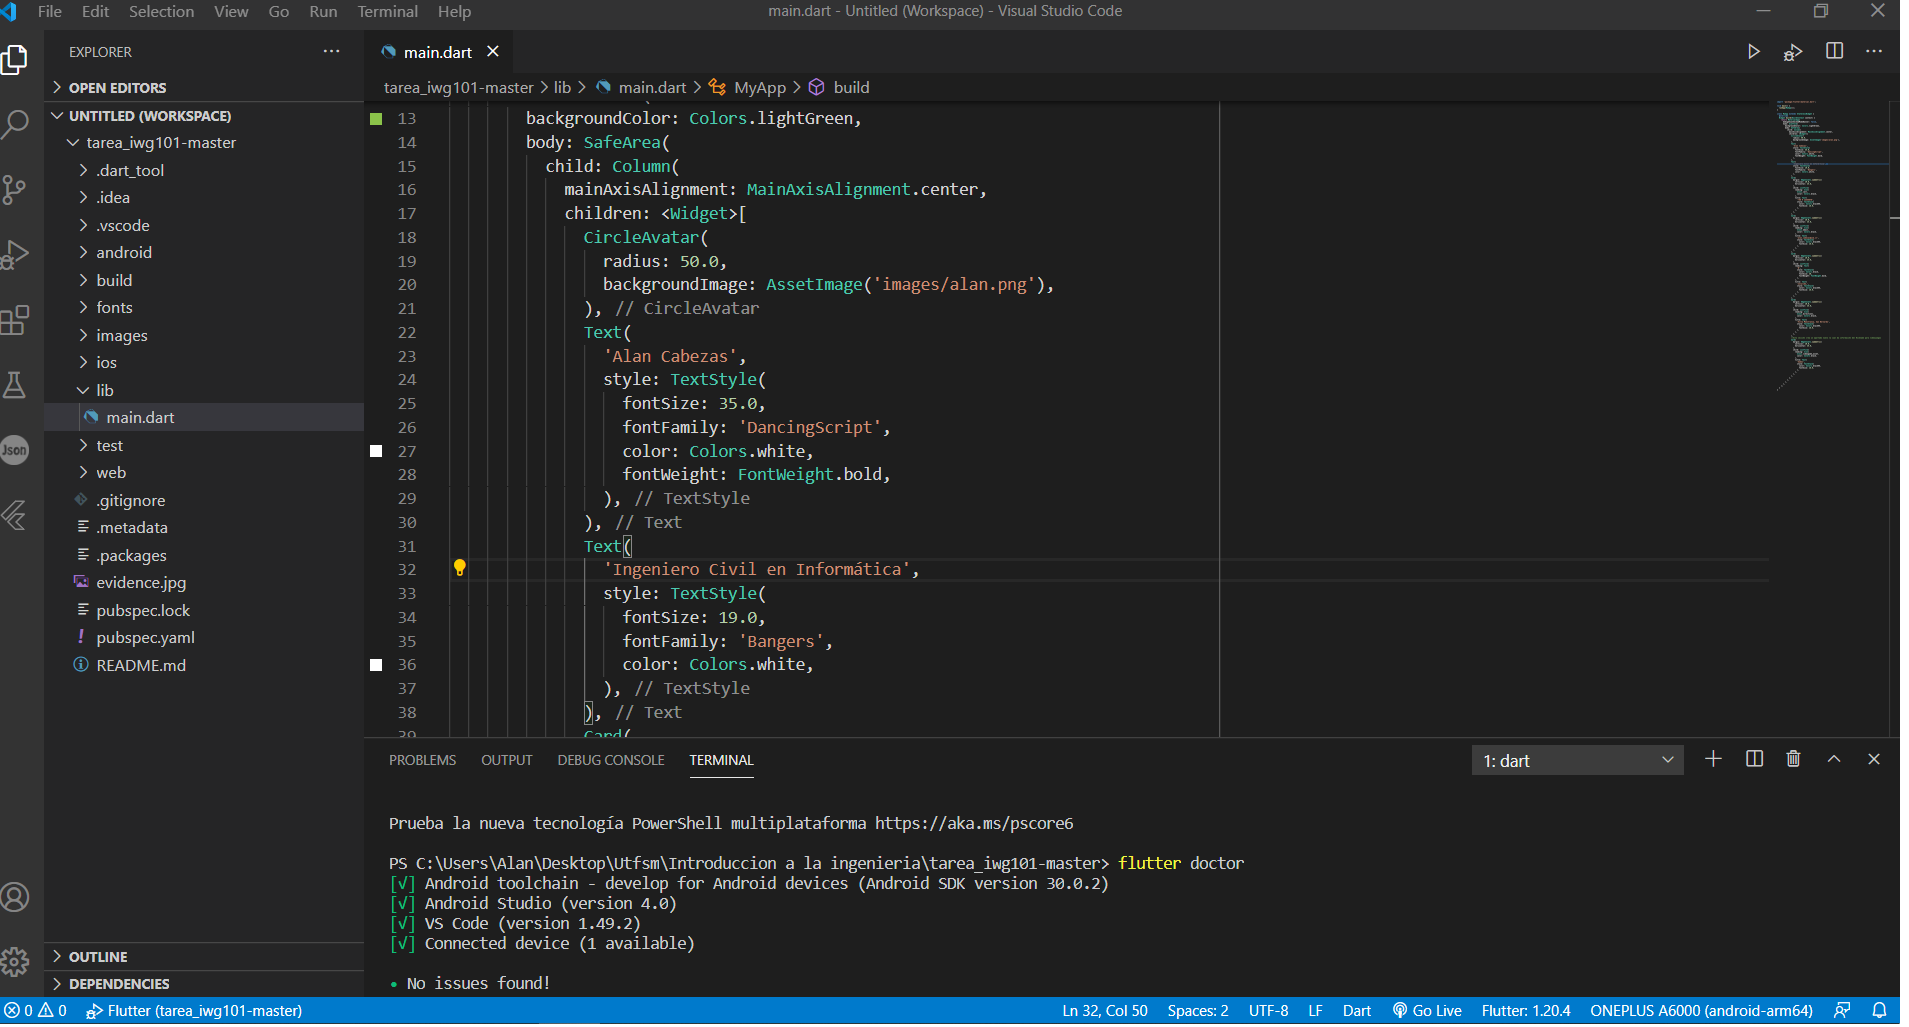 File Edit Selection View Go Run Terminal Help
main.dart - Untitled (Workspace) - Visual Studio Code
EXPLORER
OPEN EDITORS
UNTITLED (WORKSPACE)
tarea_iwg101-master
.dart_tool
.idea
.vscode
android
build
fonts
images
ios
lib
main.dart
test
web
.gitignore
.metadata
.packages
evidence.jpg
pubspec.lock
pubspec.yaml
README.md
OUTLINE
DEPENDENCIES
Json
main.dart
tarea_iwg101-master > lib > main.dart > MyApp > build
13 backgroundColor: Colors.lightGreen,
14 body: SafeArea(
15 child: Column(
16 mainAxisAlignment: MainAxisAlignment.center,
17 children: <Widget>[
18 CircleAvatar(
19 radius: 50.0,
20 backgroundImage: AssetImage('images/alan.png'),
21 ), // CircleAvatar
22 Text(
23 'Alan Cabezas',
24 style: TextStyle(
25 fontSize: 35.0,
26 fontFamily: 'DancingScript',
27 color: Colors.white,
28 fontWeight: FontWeight.bold,
29 ), // TextStyle
30 ), // Text
31 Text(
32 'Ingeniero Civil en Informática',
33 style: TextStyle(
34 fontSize: 19.0,
35 fontFamily: 'Bangers',
36 color: Colors.white,
37 ), // TextStyle
38 ), // Text
39 Card(
PROBLEMS OUTPUT DEBUG CONSOLE TERMINAL
1: dart
Prueba la nueva tecnología PowerShell multiplataforma https://aka.ms/pscore6
PS C:\Users\Alan\Desktop\Utfsm\Introduccion a la ingenieria\tarea_iwg101-master> flutter doctor
[√] Android toolchain - develop for Android devices (Android SDK version 30.0.2)
[√] Android Studio (version 4.0)
[√] VS Code (version 1.49.2)
[√] Connected device (1 available)
• No issues found!
0 0 Flutter (tarea_iwg101-master)
Ln 32, Col 50 Spaces: 2 UTF-8 LF Dart Go Live Flutter: 1.20.4 ONEPLUS A6000 (android-arm64)